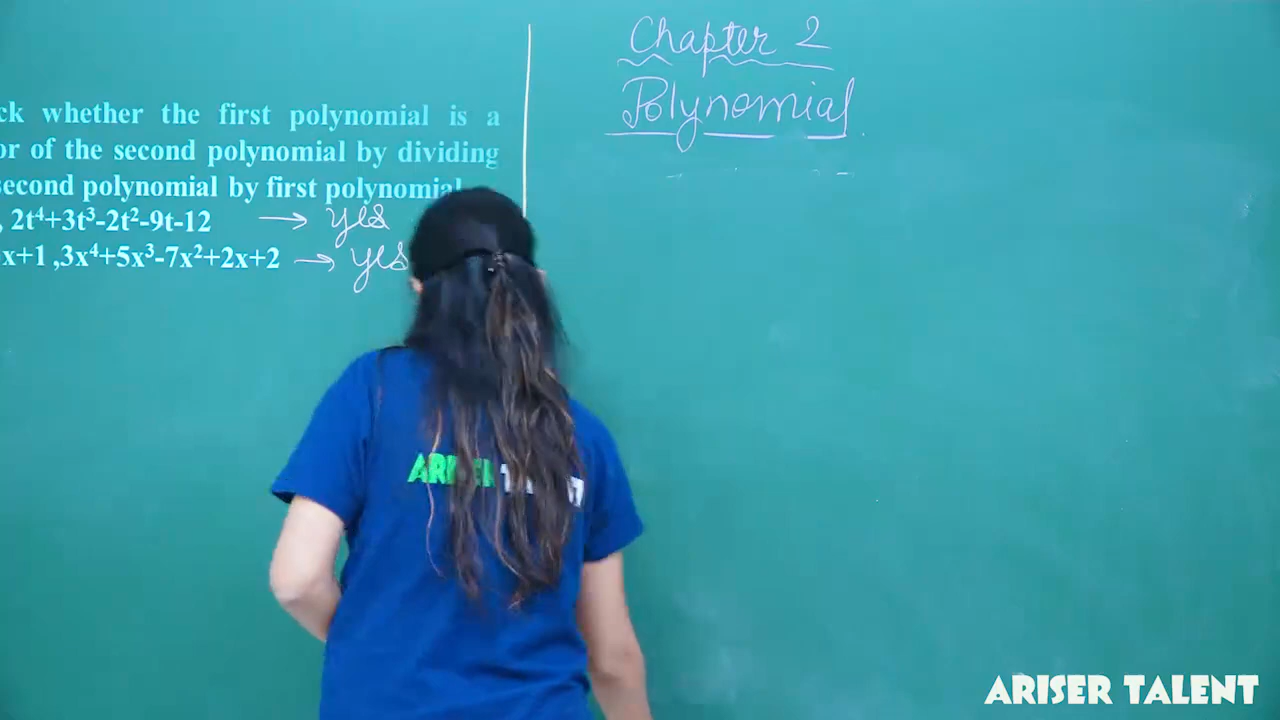 Chapter 2
Polynomial
ck whether the first polynomial is a
or of the second polynomial by dividing
second polynomial by first polynomial
, 2t⁴+3t³-2t²-9t-12 → yes
x+1 ,3x⁴+5x³-7x²+2x+2 → yes
ARISER
ARISER TALENT